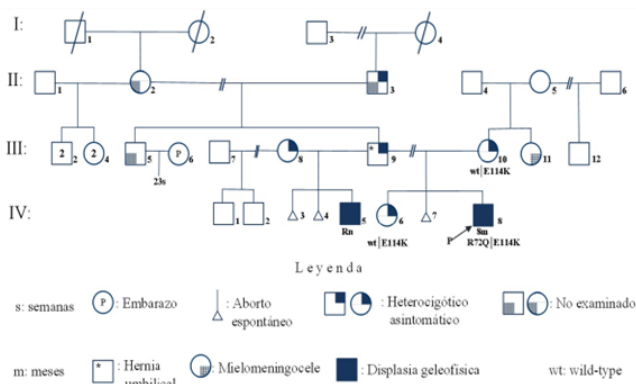 I:
1
2
3
4
II:
1
2
3
4
5
6
III:
2
2
2
4
5
P
6
7
8
*
9
10
11
12
23s
wt|E114K
IV:
1
2
3
4
5
6
7
8
Rn
8m
wt|E114K
P
R72Q|E114K
Leyenda
s: semanas
P
: Embarazo
: Aborto espontáneo
: Heterocígótico asintomático
: No examinado
m: meses
*
: Hernia umbilical
: Mielomeningocele
: Displasia geleofísica
wt: wild-type